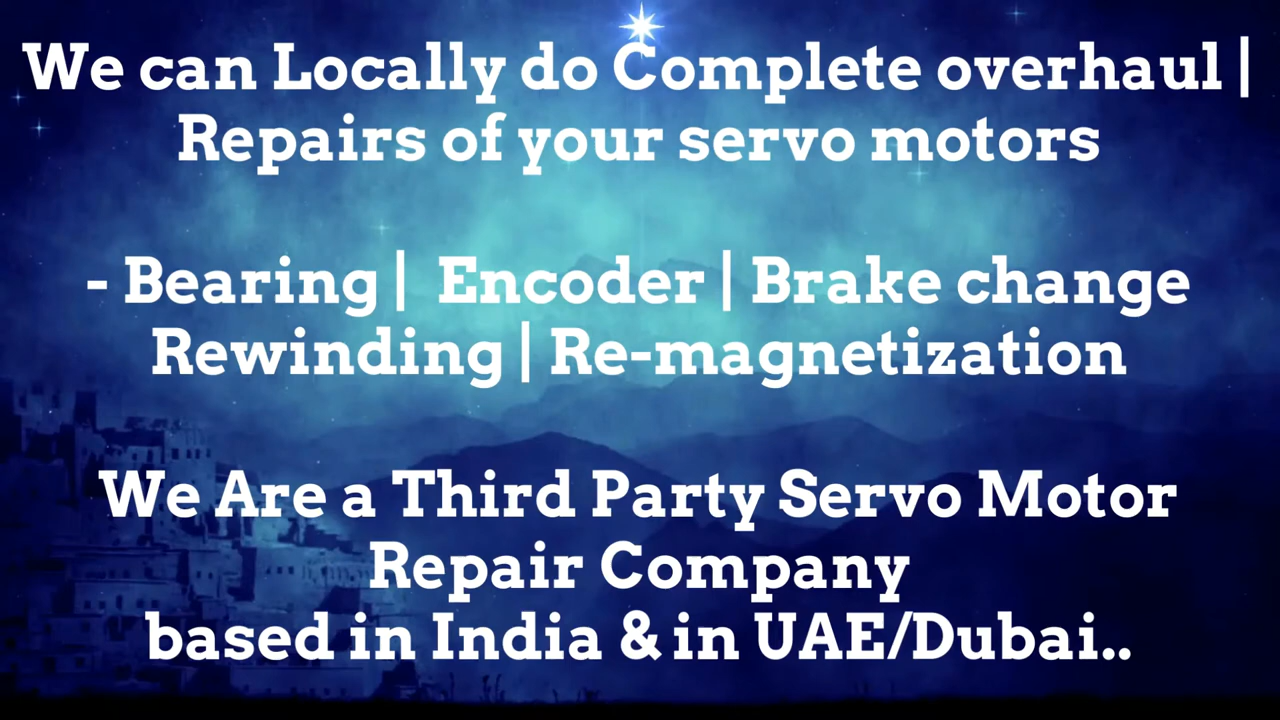 We can Locally do Complete overhaul |
Repairs of your servo motors
- Bearing | Encoder | Brake change
Rewinding | Re-magnetization
We Are a Third Party Servo Motor
Repair Company
based in India & in UAE/Dubai..